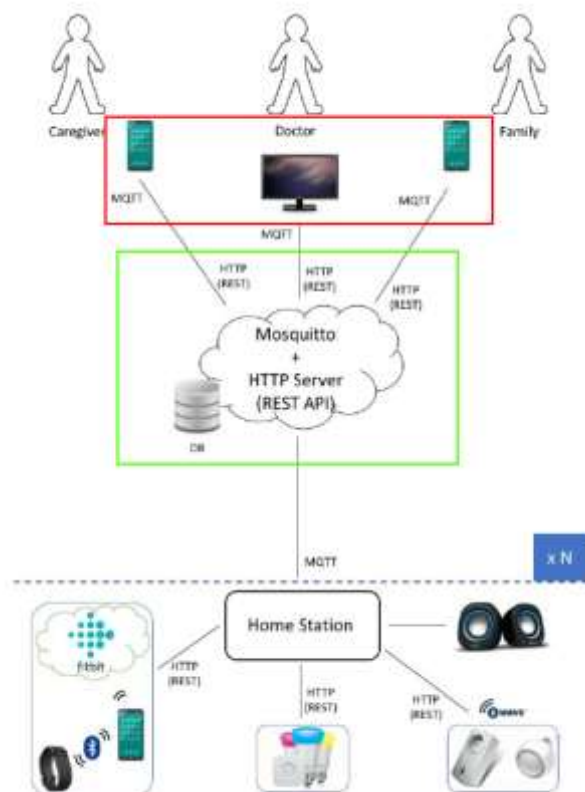 Caregiver
Doctor
Family
MQTT
MQTT
MQTT
HTTP
(REST)
HTTP
(REST)
HTTP
(REST)
Mosquitto
+
HTTP Server
(REST API)
DB
MQTT
x N
Home Station
fitbit
HTTP
(REST)
HTTP
(REST)
HTTP
(REST)